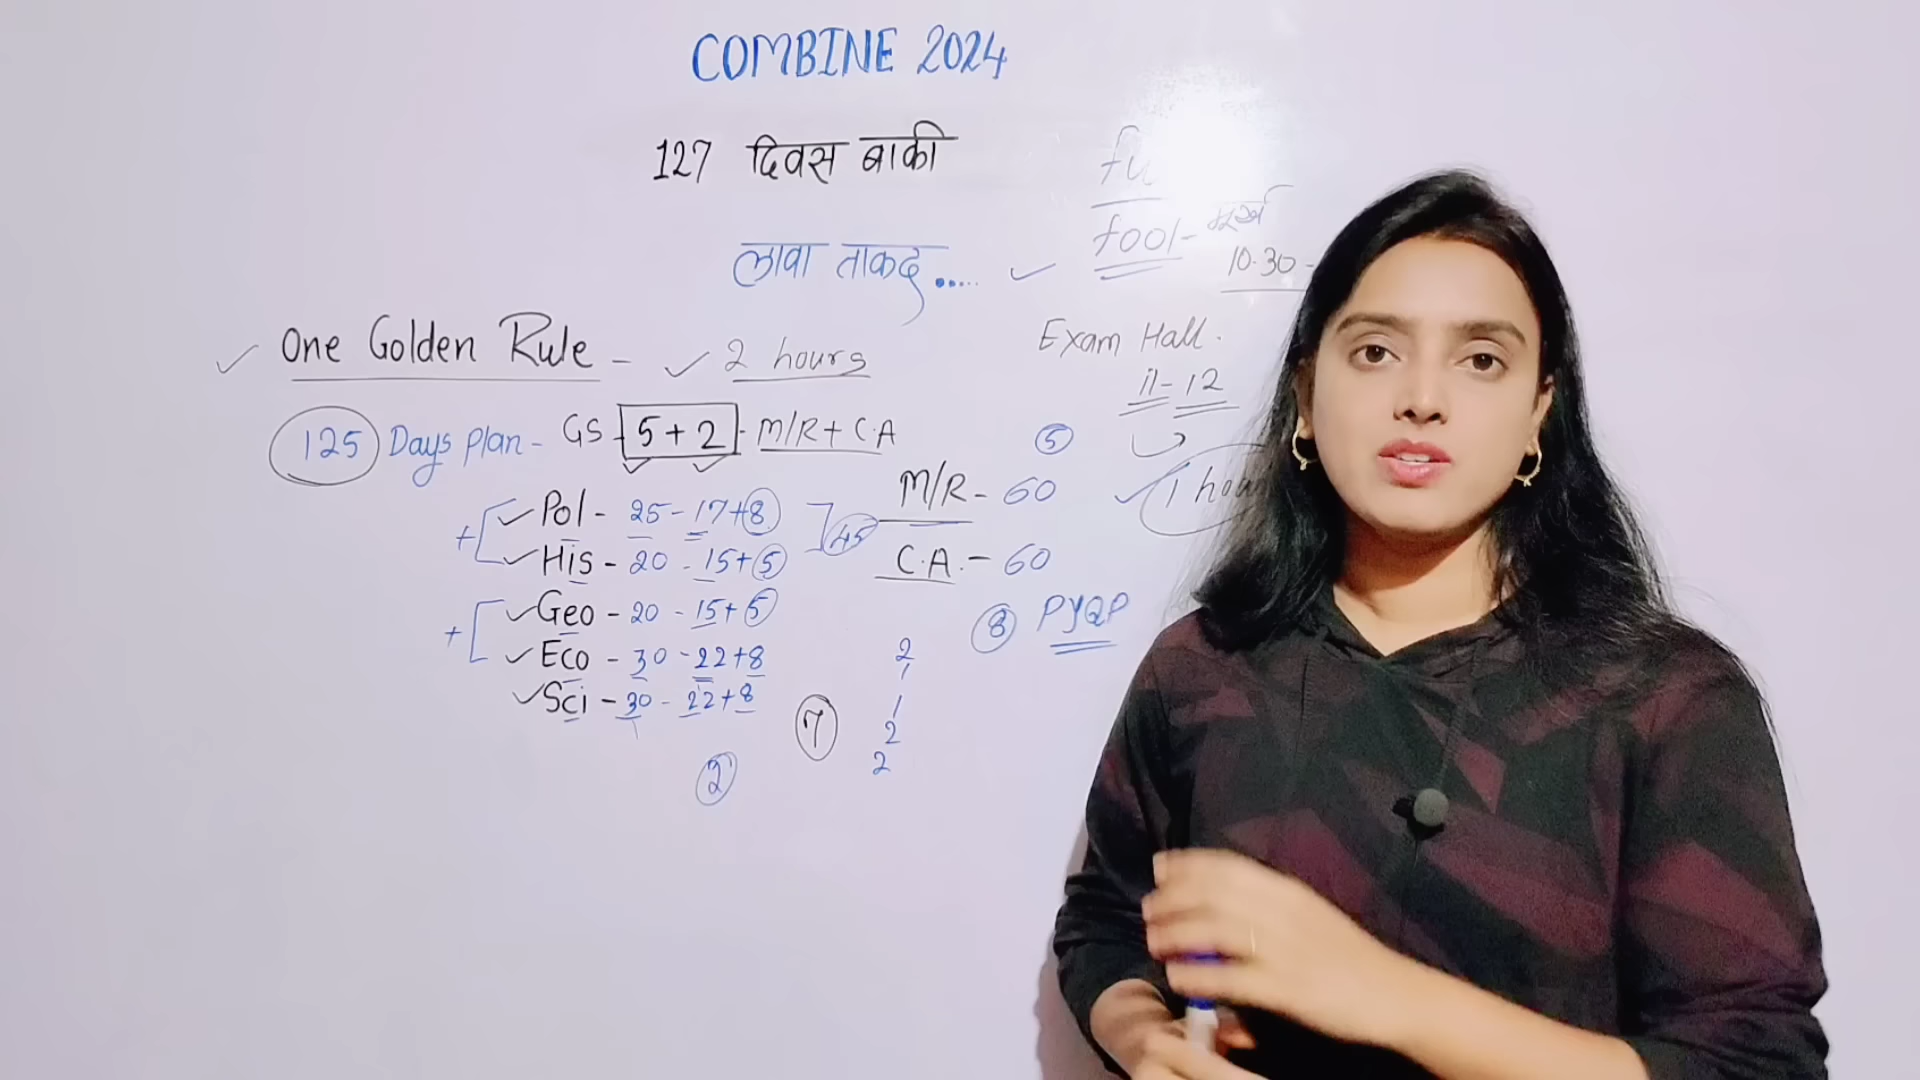 COMBINE 2024
127 दिवस बाकी
लावा ताकद.....
fool - मूर्ख
10.30 -
One Golden Rule - 2 hours
Exam Hall.
11-12
125 Days Plan - GS - 5+2 - M/R + C.A
5
Pol - 25 - 17+8
His - 20 - 15+5
45
Geo - 20 - 15+5
Eco - 30 - 22+8
Sci - 30 - 22+8
M/R - 60
1
C.A. - 60
8 PYQP
2
7
2
2
2